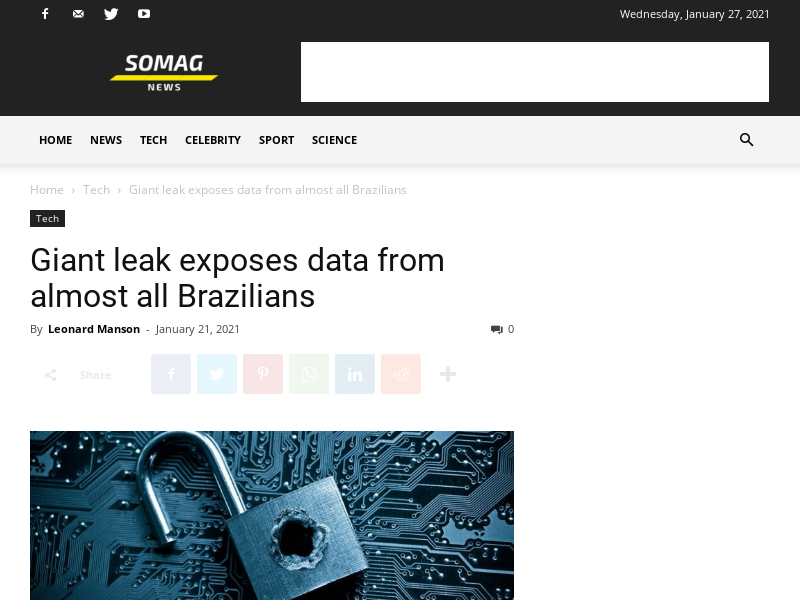 Wednesday, January 27, 2021
SOMAG
NEWS
HOME NEWS TECH CELEBRITY SPORT SCIENCE
Home › Tech › Giant leak exposes data from almost all Brazilians
Tech
Giant leak exposes data from
almost all Brazilians
By Leonard Manson - January 21, 2021 0
Share